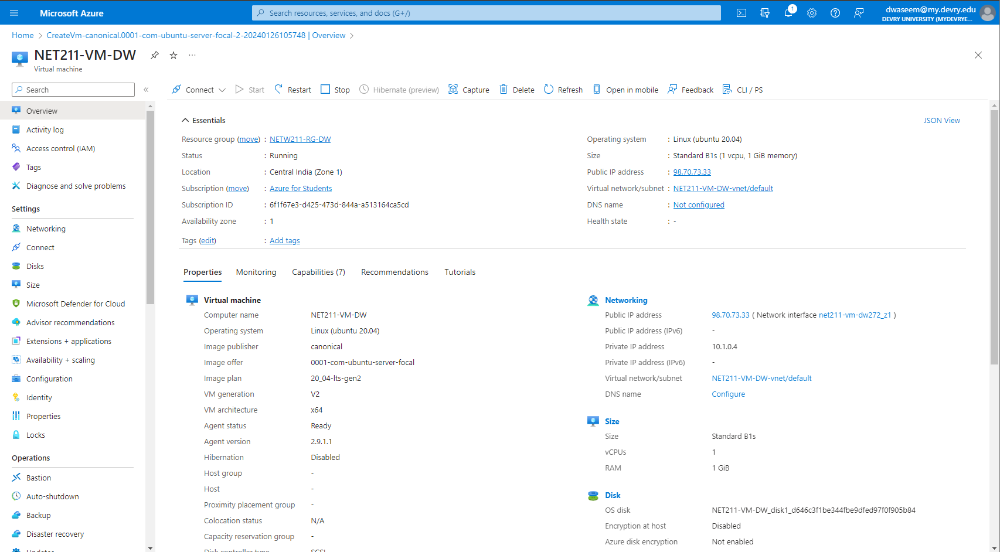 Microsoft Azure
Search resources, services, and docs (G+/)
1
dwaseem@my.devry.edu
DEVRY UNIVERSITY (MYDEVRYE...
Home > CreateVm-canonical.0001-com-ubuntu-server-focal-2-20240126105748 | Overview >
NET211-VM-DW
Virtual machine
Search
Connect
Start
Restart
Stop
Hibernate (preview)
Capture
Delete
Refresh
Open in mobile
Feedback
CLI / PS
Overview
Activity log
Access control (IAM)
Tags
Diagnose and solve problems
Settings
Networking
Connect
Disks
Size
Microsoft Defender for Cloud
Advisor recommendations
Extensions + applications
Availability + scaling
Configuration
Identity
Properties
Locks
Operations
Bastion
Auto-shutdown
Backup
Disaster recovery
Updates
Essentials
JSON View
Resource group (move) : NETW211-RG-DW
Status : Running
Location : Central India (Zone 1)
Subscription (move) : Azure for Students
Subscription ID : 6f1f67e3-d425-473d-844a-a513164ca5cd
Availability zone : 1
Tags (edit) : Add tags
Operating system : Linux (ubuntu 20.04)
Size : Standard B1s (1 vcpu, 1 GiB memory)
Public IP address : 98.70.73.33
Virtual network/subnet : NET211-VM-DW-vnet/default
DNS name : Not configured
Health state : -
Properties
Monitoring
Capabilities (7)
Recommendations
Tutorials
Virtual machine
Computer name NET211-VM-DW
Operating system Linux (ubuntu 20.04)
Image publisher canonical
Image offer 0001-com-ubuntu-server-focal
Image plan 20_04-lts-gen2
VM generation V2
VM architecture x64
Agent status Ready
Agent version 2.9.1.1
Hibernation Disabled
Host group -
Host -
Proximity placement group -
Colocation status N/A
Capacity reservation group -
Disk controller type SCSI
Networking
Public IP address 98.70.73.33 ( Network interface net211-vm-dw272_z1 )
Public IP address (IPv6) -
Private IP address 10.1.0.4
Private IP address (IPv6) -
Virtual network/subnet NET211-VM-DW-vnet/default
DNS name Configure
Size
Size Standard B1s
vCPUs 1
RAM 1 GiB
Disk
OS disk NET211-VM-DW_disk1_d646c3f1be344fbe9dfed97f0f905b84
Encryption at host Disabled
Azure disk encryption Not enabled